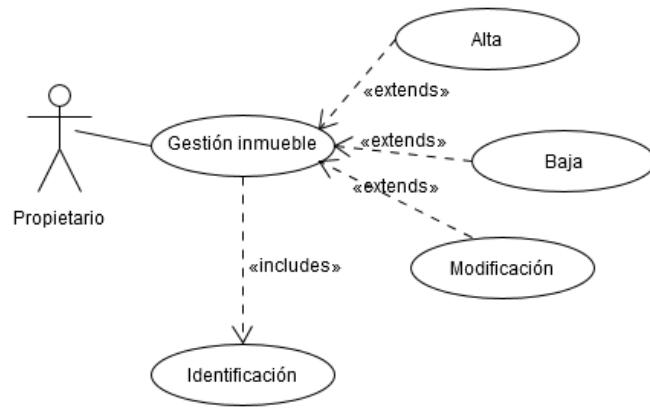 Alta
«extends»
Gestión inmueble
«extends»
Baja
«extends»
Propietario
«includes»
Modificación
Identificación